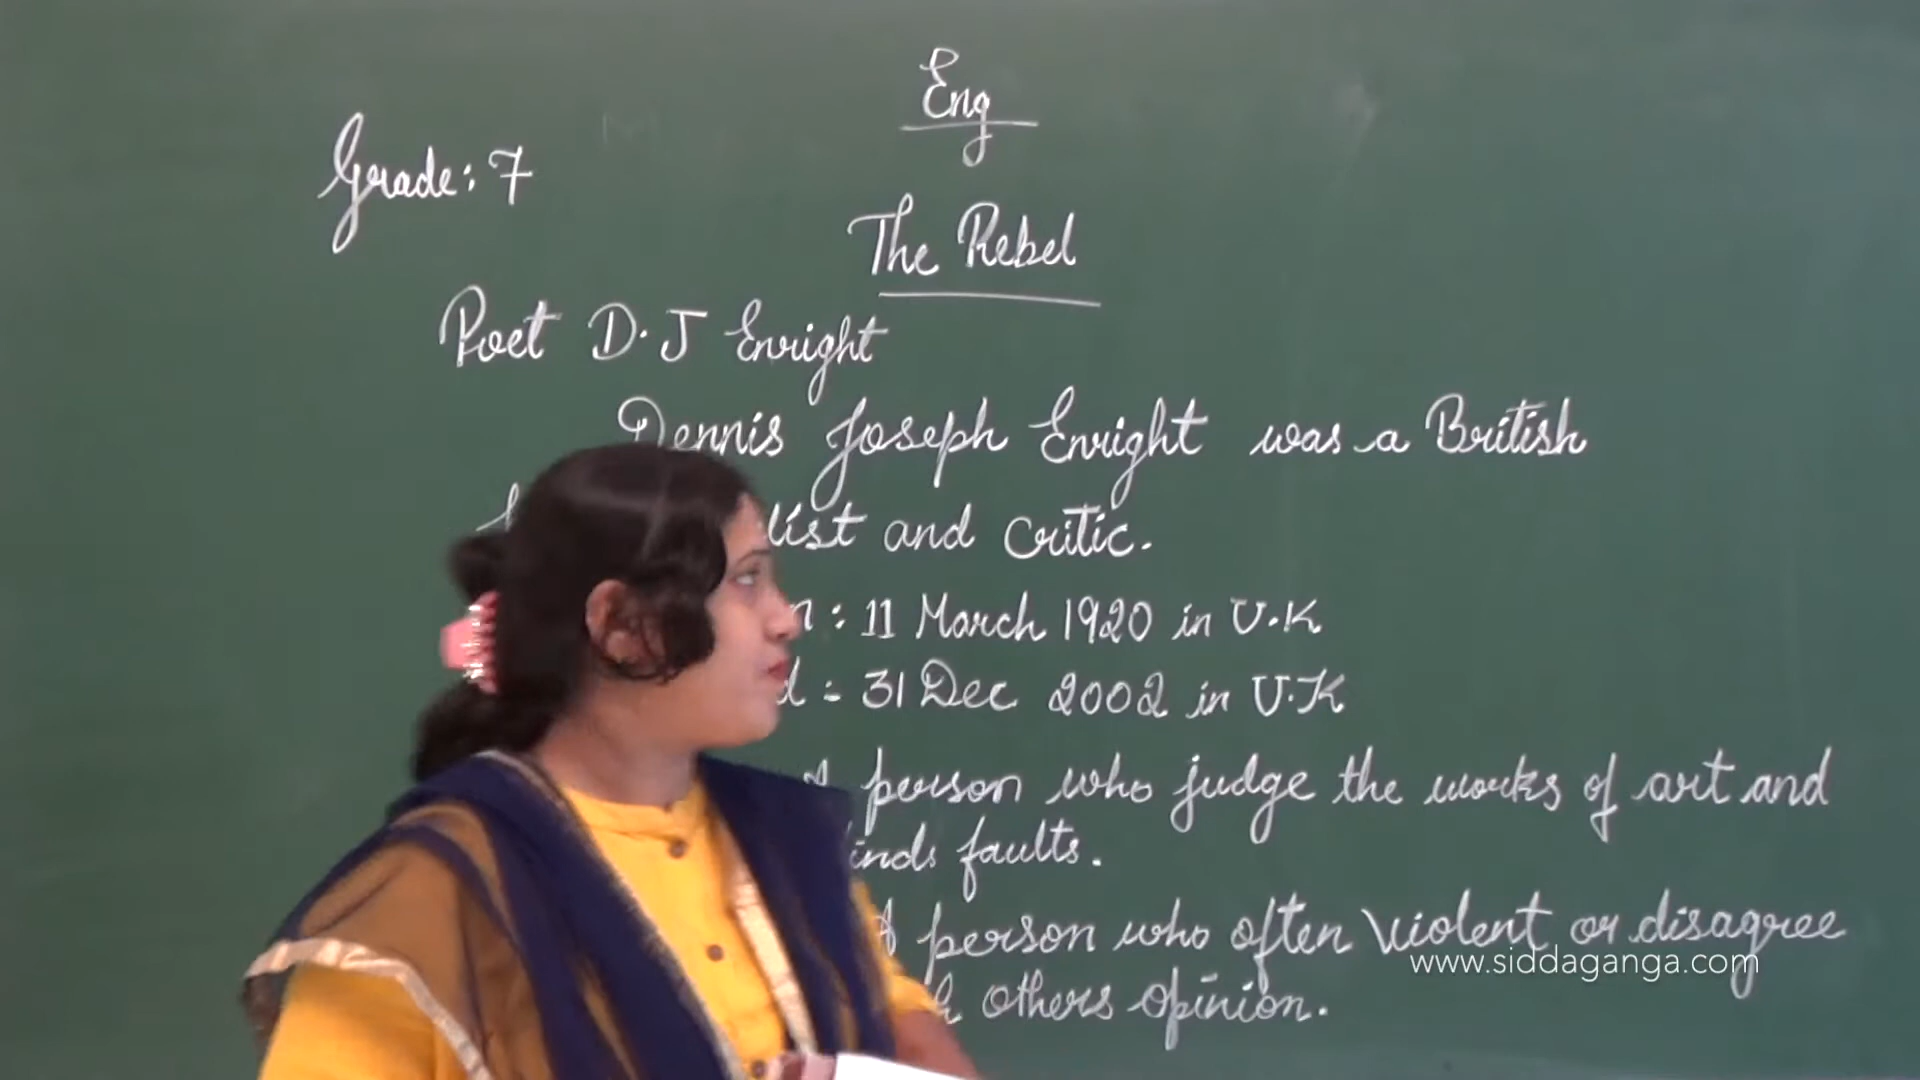 Eng
Grade: 7
The Rebel
Poet D.J Enright
Dennis Joseph Enright was a British
and critic.
: 11 March 1920 in U.K
: 31 Dec 2002 in U.K
A person who judge the works of art and
faults.
A person who often violent or disagree
www.siddaganga.com
others opinion.